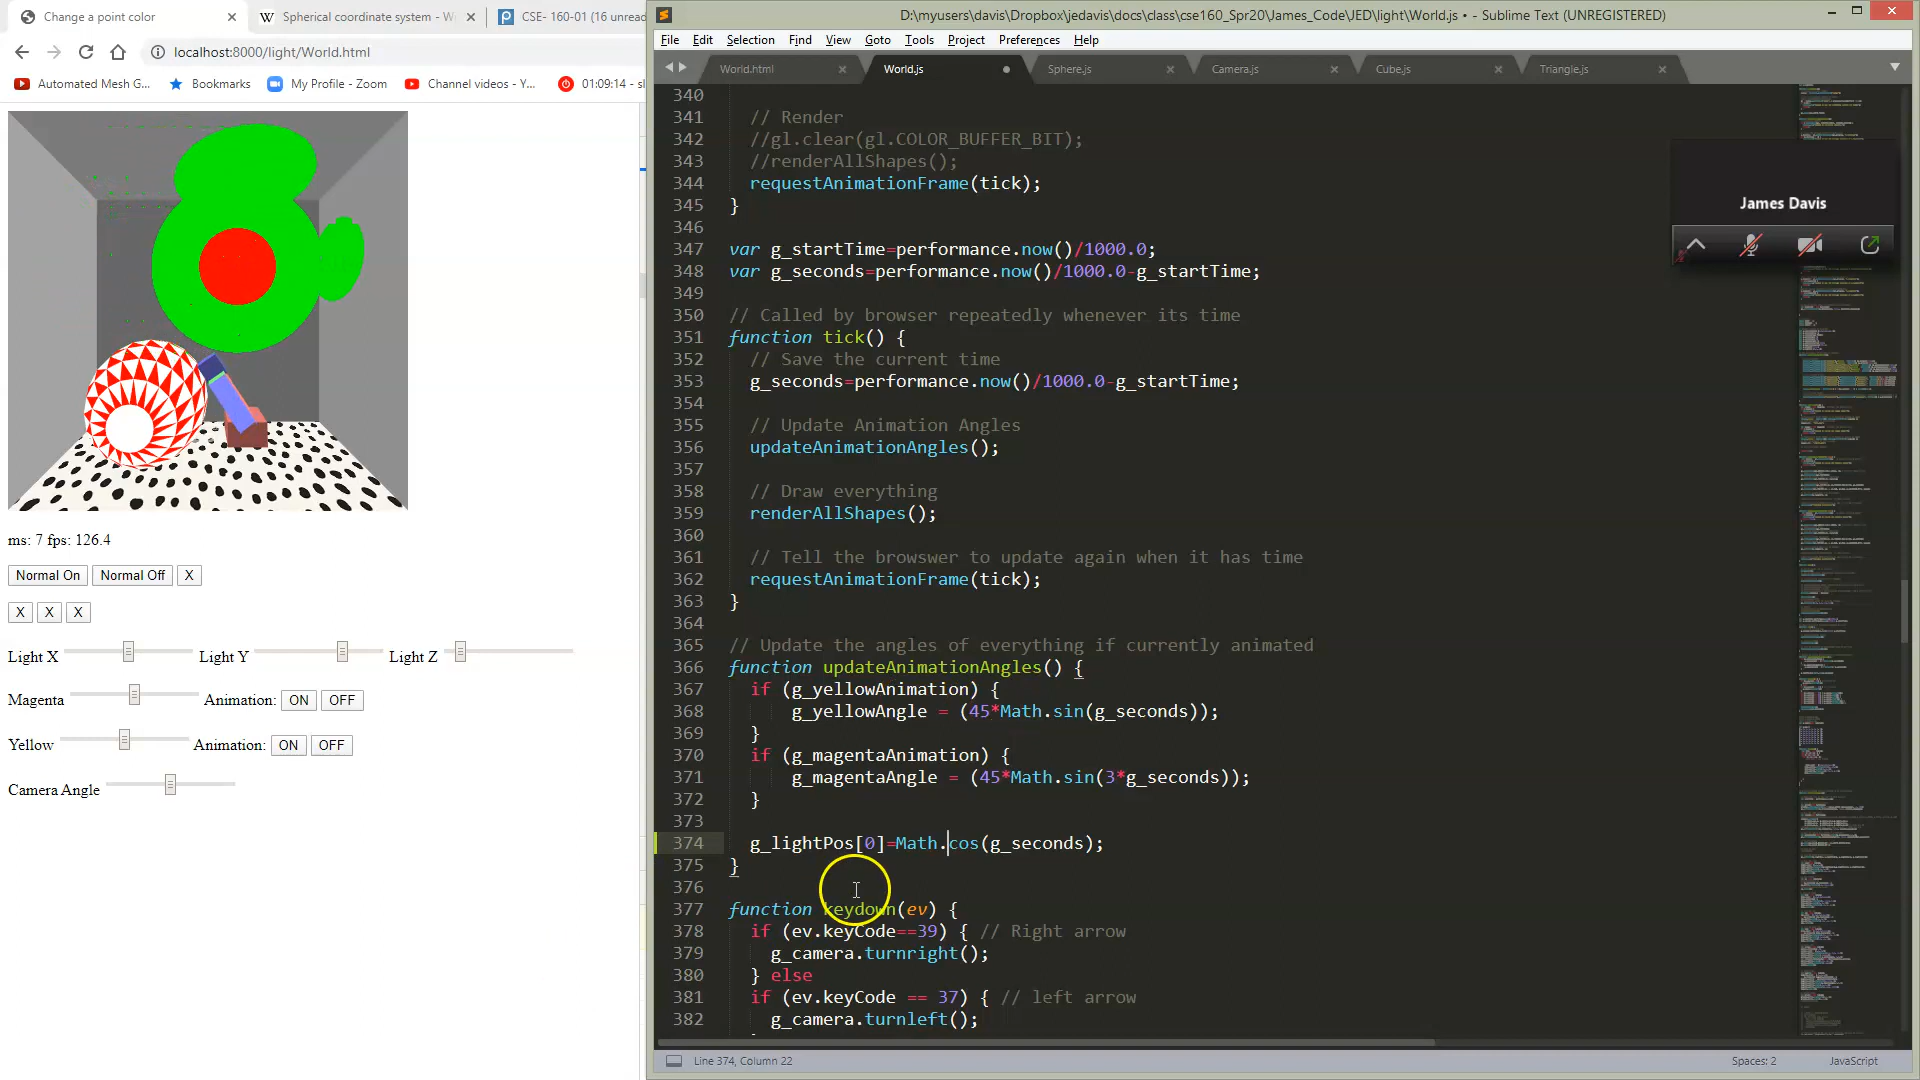 Change a point color
Spherical coordinate system - W
CSE- 160-01 (16 unread
localhost:8000/light/World.html
Automated Mesh G...
Bookmarks
My Profile - Zoom
Channel videos - Y...
01:09:14 - sl
ms: 7 fps: 126.4
Normal On
Normal Off
X
X
X
X
Light X
Light Y
Light Z
Magenta
Animation:
ON
OFF
Yellow
Animation:
ON
OFF
Camera Angle
D:\myusers\davis\Dropbox\jedavis\docs\class\cse160_Spr20\James_Code\JED\light\World.js • - Sublime Text (UNREGISTERED)
File Edit Selection Find View Goto Tools Project Preferences Help
World.html
World.js
Sphere.js
Camera.js
Cube.js
Triangle.js
340
341 // Render
342 //gl.clear(gl.COLOR_BUFFER_BIT);
343 //renderAllShapes();
344 requestAnimationFrame(tick);
345 }
346
347 var g_startTime=performance.now()/1000.0;
348 var g_seconds=performance.now()/1000.0-g_startTime;
349
350 // Called by browser repeatedly whenever its time
351 function tick() {
352 // Save the current time
353 g_seconds=performance.now()/1000.0-g_startTime;
354
355 // Update Animation Angles
356 updateAnimationAngles();
357
358 // Draw everything
359 renderAllShapes();
360
361 // Tell the browswer to update again when it has time
362 requestAnimationFrame(tick);
363 }
364
365 // Update the angles of everything if currently animated
366 function updateAnimationAngles() {
367 if (g_yellowAnimation) {
368 g_yellowAngle = (45*Math.sin(g_seconds));
369 }
370 if (g_magentaAnimation) {
371 g_magentaAngle = (45*Math.sin(3*g_seconds));
372 }
373
374 g_lightPos[0]=Math.cos(g_seconds);
375 }
376
377 function keydown(ev) {
378 if (ev.keyCode==39) { // Right arrow
379 g_camera.turnright();
380 } else
381 if (ev.keyCode == 37) { // left arrow
382 g_camera.turnleft();
James Davis
Line 374, Column 22
Spaces: 2
JavaScript